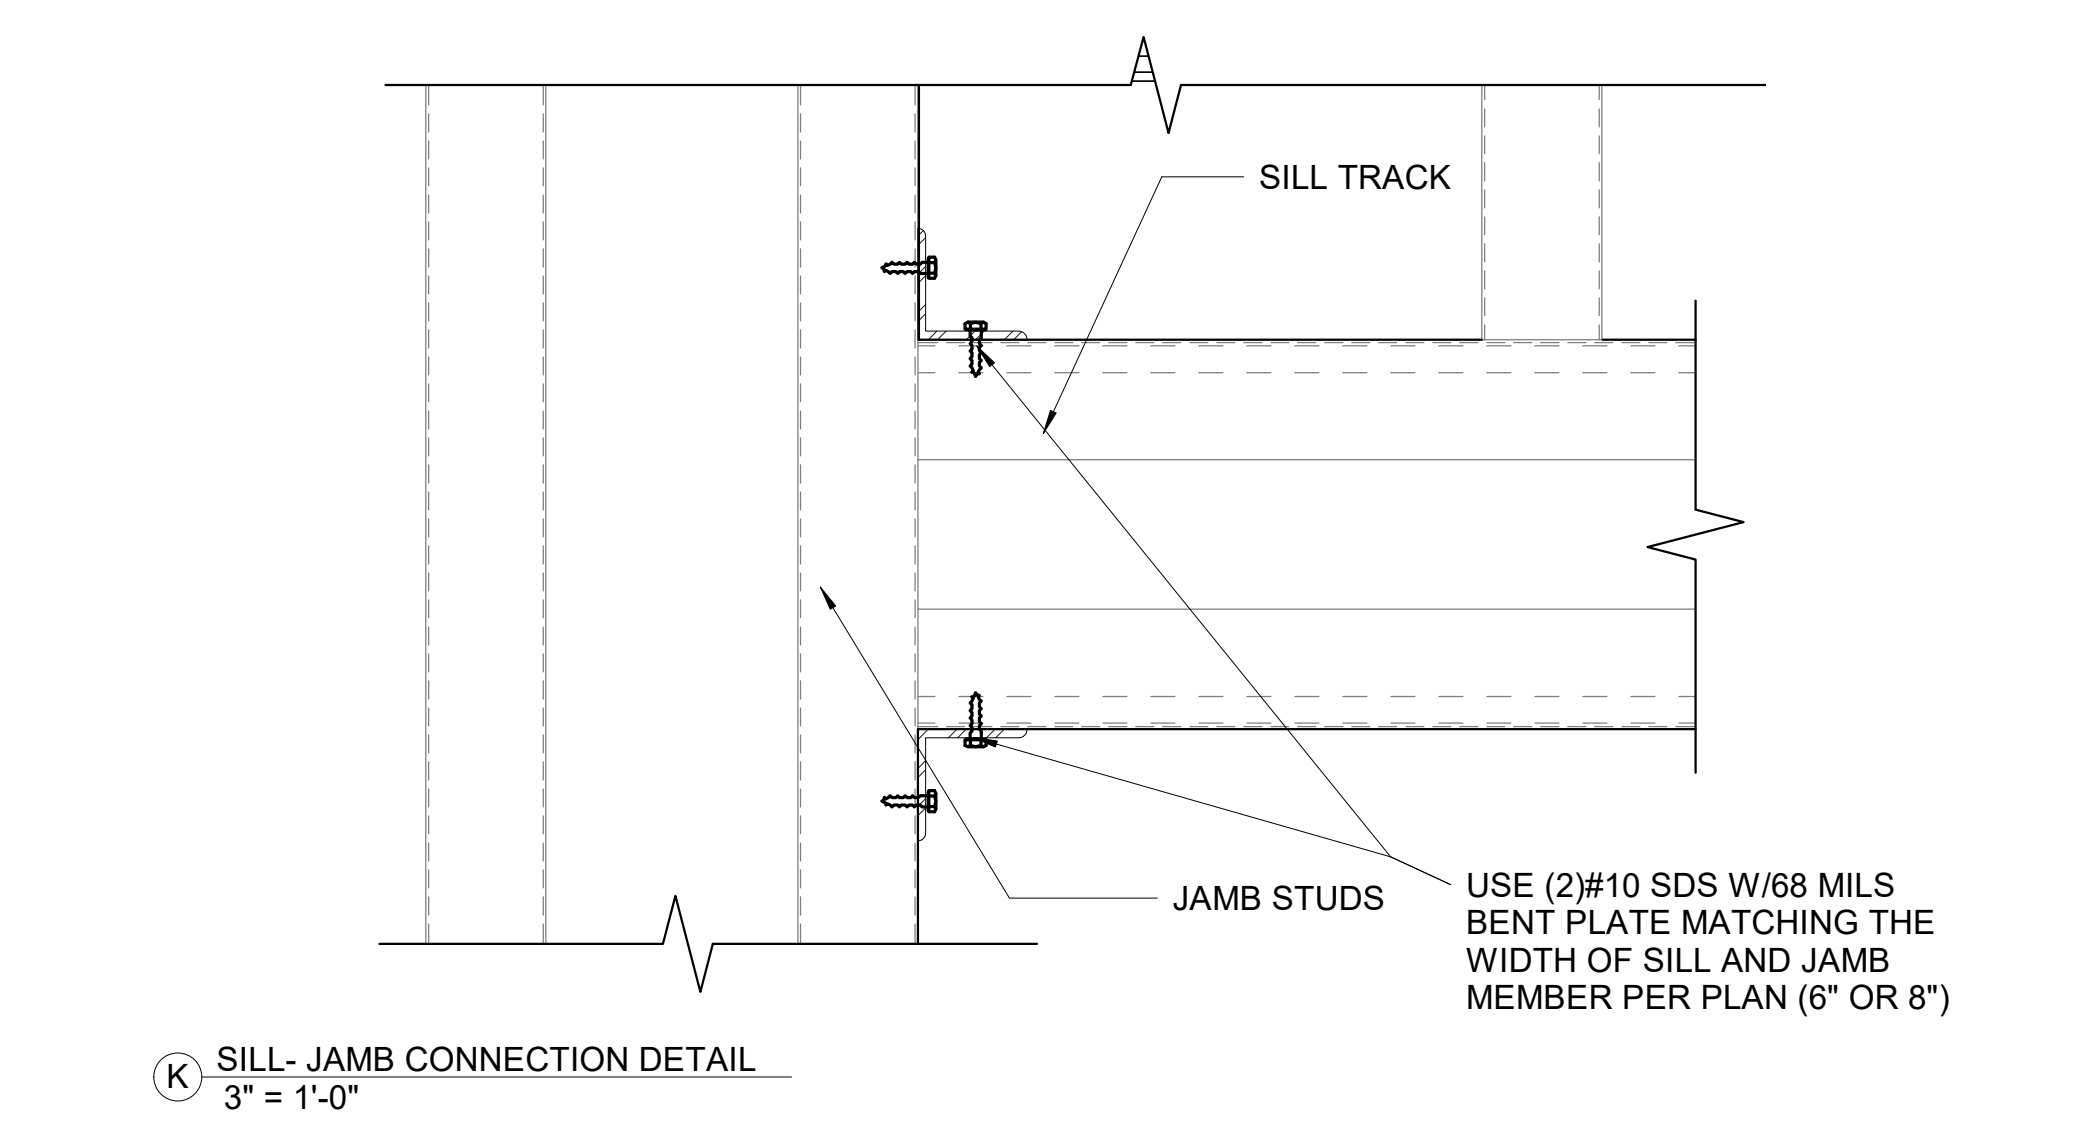 SILL TRACK
JAMB STUDS
USE (2)#10 SDS W/68 MILS
BENT PLATE MATCHING THE
WIDTH OF SILL AND JAMB
MEMBER PER PLAN (6" OR 8")
K
SILL- JAMB CONNECTION DETAIL
3" = 1'-0"